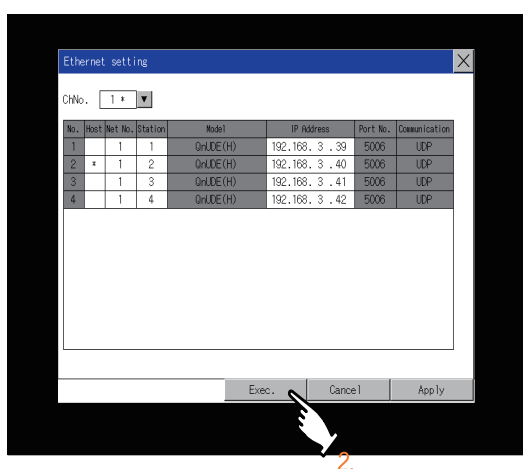 Ethernet setting
ChNo. 1 *
No. Host Net No. Station Model IP Address Port No. Communication
1 1 1 QnUDE(H) 192.168. 3 .39 5006 UDP
2 * 1 2 QnUDE(H) 192.168. 3 .40 5006 UDP
3 1 3 QnUDE(H) 192.168. 3 .41 5006 UDP
4 1 4 QnUDE(H) 192.168. 3 .42 5006 UDP
Exec. Cancel Apply
2.